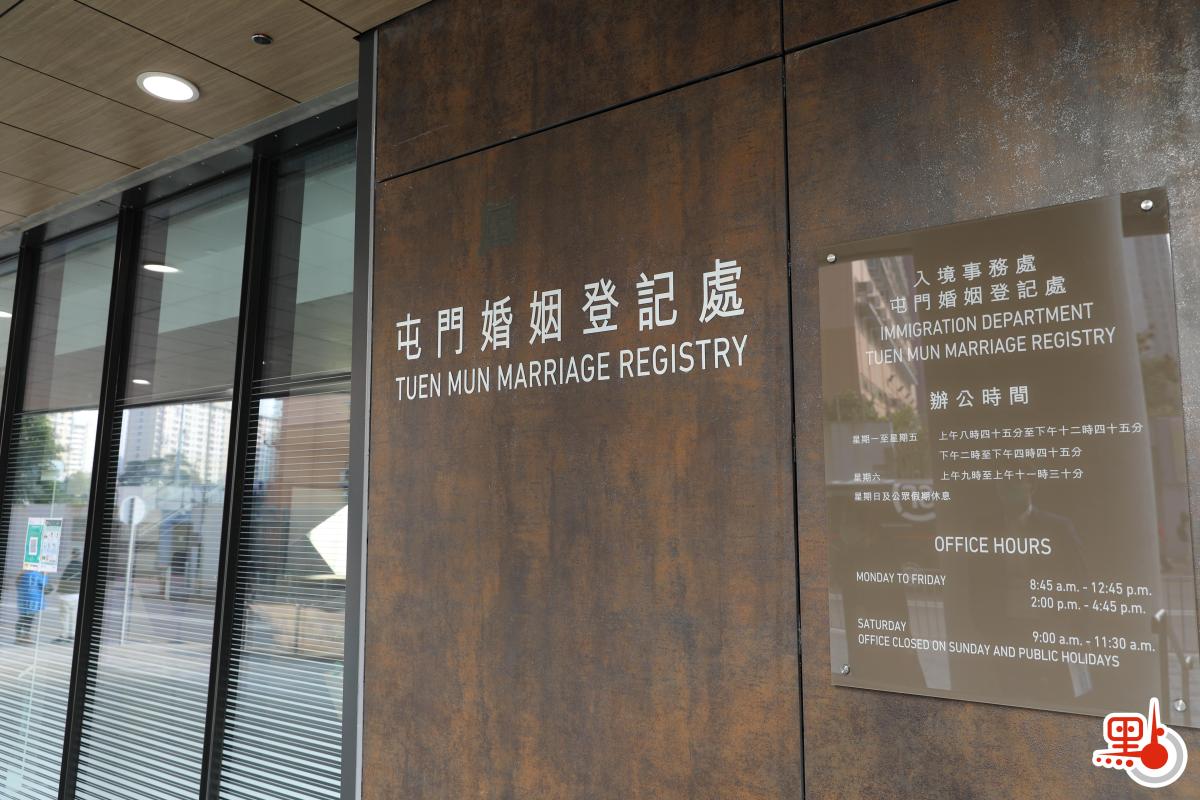 屯門婚姻登記處
TUEN MUN MARRIAGE REGISTRY
入境事務處
屯門婚姻登記處
IMMIGRATION DEPARTMENT
TUEN MUN MARRIAGE REGISTRY
辦公時間
星期一至星期五 上午八時四十五分至下午十二時四十五分
下午二時至下午四時四十五分
星期六 上午九時至上午十一時三十分
星期日及公眾假期休息
OFFICE HOURS
MONDAY TO FRIDAY 8:45 a.m. - 12:45 p.m.
2:00 p.m. - 4:45 p.m.
SATURDAY 9:00 a.m. - 11:30 a.m.
OFFICE CLOSED ON SUNDAY AND PUBLIC HOLIDAYS
點